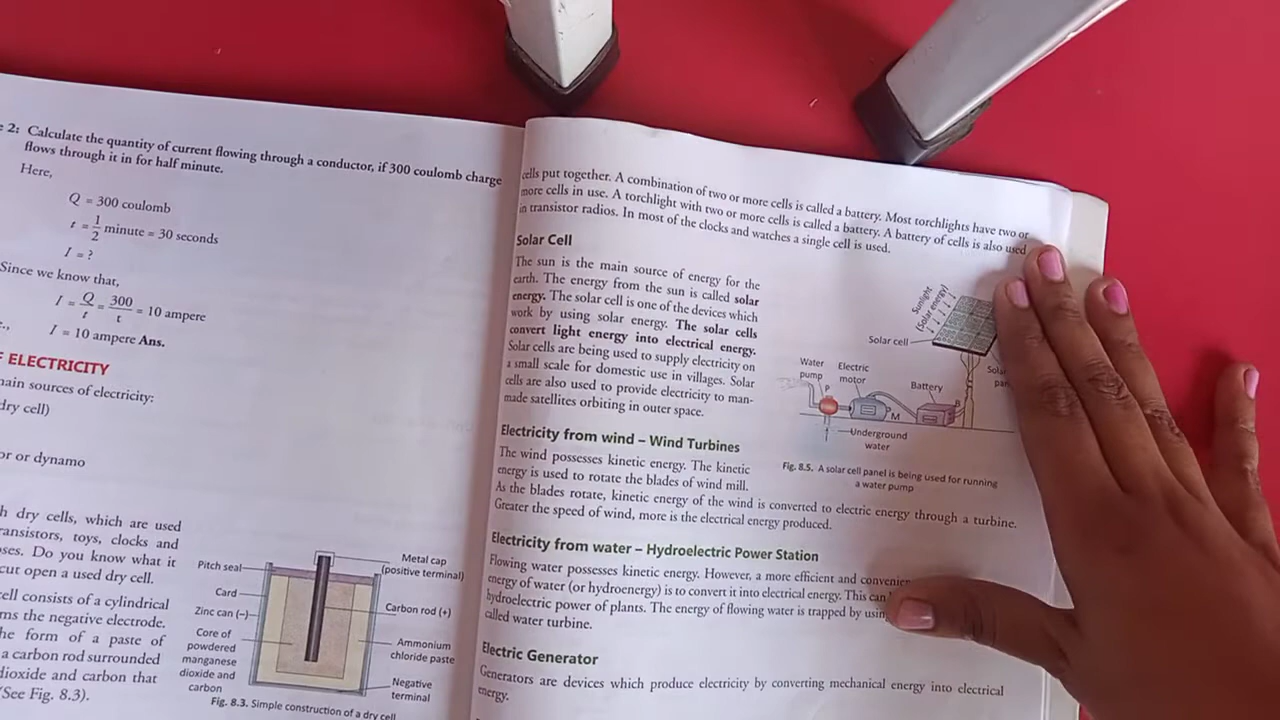 2: Calculate the quantity of current flowing through a conductor, if 300 coulomb charge
flows through it in for half minute.
Here,
Q = 300 coulomb
t = 1/2 minute = 30 seconds
I = ?
Since we know that,
I = Q/t = 300/t = 10 ampere
I = 10 ampere Ans.
ELECTRICITY
main sources of electricity:
dry cell)
or or dynamo
dry cells, which are used
transistors, toys, clocks and
Do you know what it
cut open a used dry cell.
cell consists of a cylindrical
the negative electrode.
the form of a paste of
a carbon rod surrounded
dioxide and carbon that
(See Fig. 8.3).
Pitch seal
Card
Zinc can (–)
Core of
powdered
manganese
dioxide and
carbon
Metal cap
(positive terminal)
Carbon rod (+)
Ammonium
chloride paste
Negative
terminal
Fig. 8.3. Simple construction of a dry cell
cells put together. A combination of two or more cells is called a battery. Most torchlights have two or
more cells in use. A torchlight with two or more cells is called a battery. A battery of cells is also used
in transistor radios. In most of the clocks and watches a single cell is used.
Solar Cell
The sun is the main source of energy for the
earth. The energy from the sun is called solar
energy. The solar cell is one of the devices which
work by using solar energy. The solar cells
convert light energy into electrical energy.
Solar cells are being used to supply electricity on
a small scale for domestic use in villages. Solar
cells are also used to provide electricity to man-
made satellites orbiting in outer space.
Sunlight
(Solar energy)
Solar cell
Water
pump
P
Electric
motor
M
Battery
B
Underground
water
Fig. 8.5. A solar cell panel is being used for running
a water pump
Electricity from wind – Wind Turbines
The wind possesses kinetic energy. The kinetic
energy is used to rotate the blades of wind mill.
As the blades rotate, kinetic energy of the wind is converted to electric energy through a turbine.
Greater the speed of wind, more is the electrical energy produced.
Electricity from water – Hydroelectric Power Station
Flowing water possesses kinetic energy. However, a more efficient and
energy of water (or hydroenergy) is to convert it into electrical energy. This can
hydroelectric power of plants. The energy of flowing water is trapped by
called water turbine.
Electric Generator
Generators are devices which produce electricity by converting mechanical energy into electrical
energy.